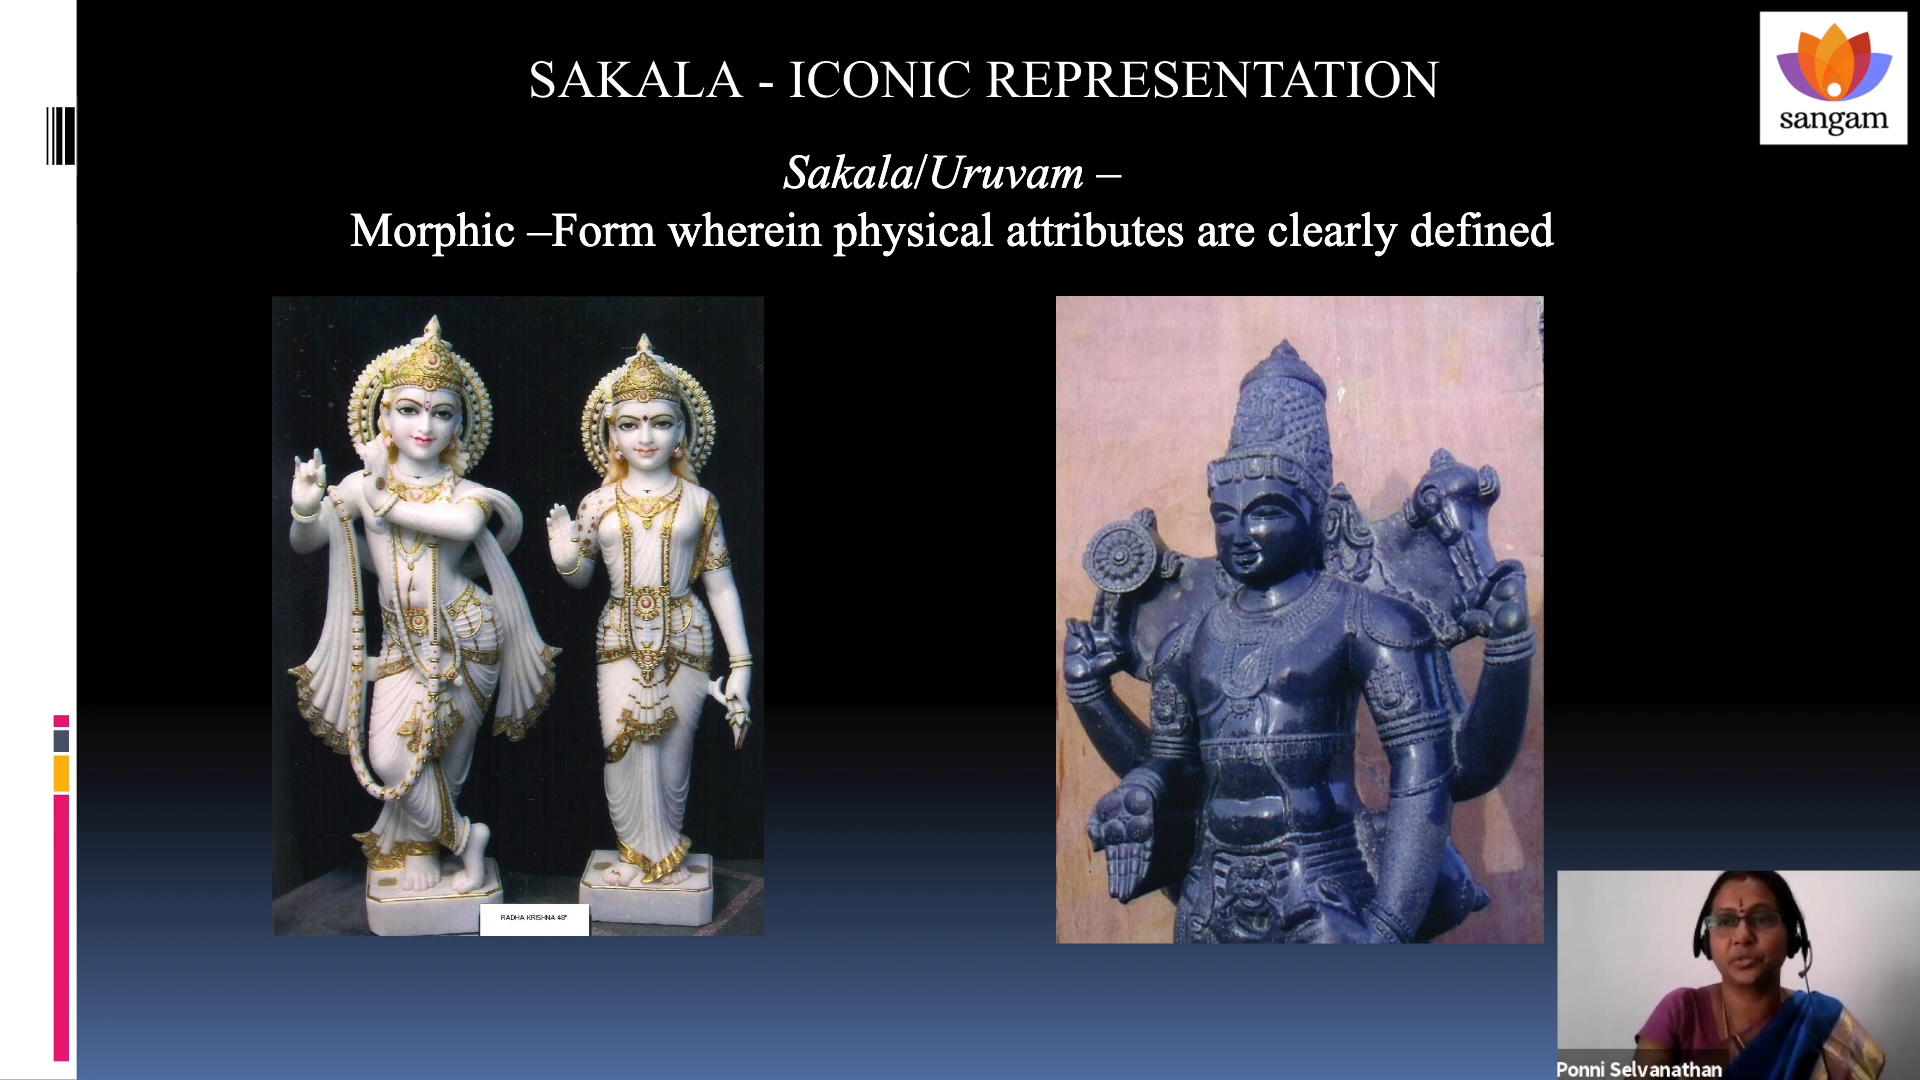 SAKALA - ICONIC REPRESENTATION
sangam
Sakala/Uruvam –
Morphic –Form wherein physical attributes are clearly defined
RADHA KRISHNA 48"
Ponni Selvanathan